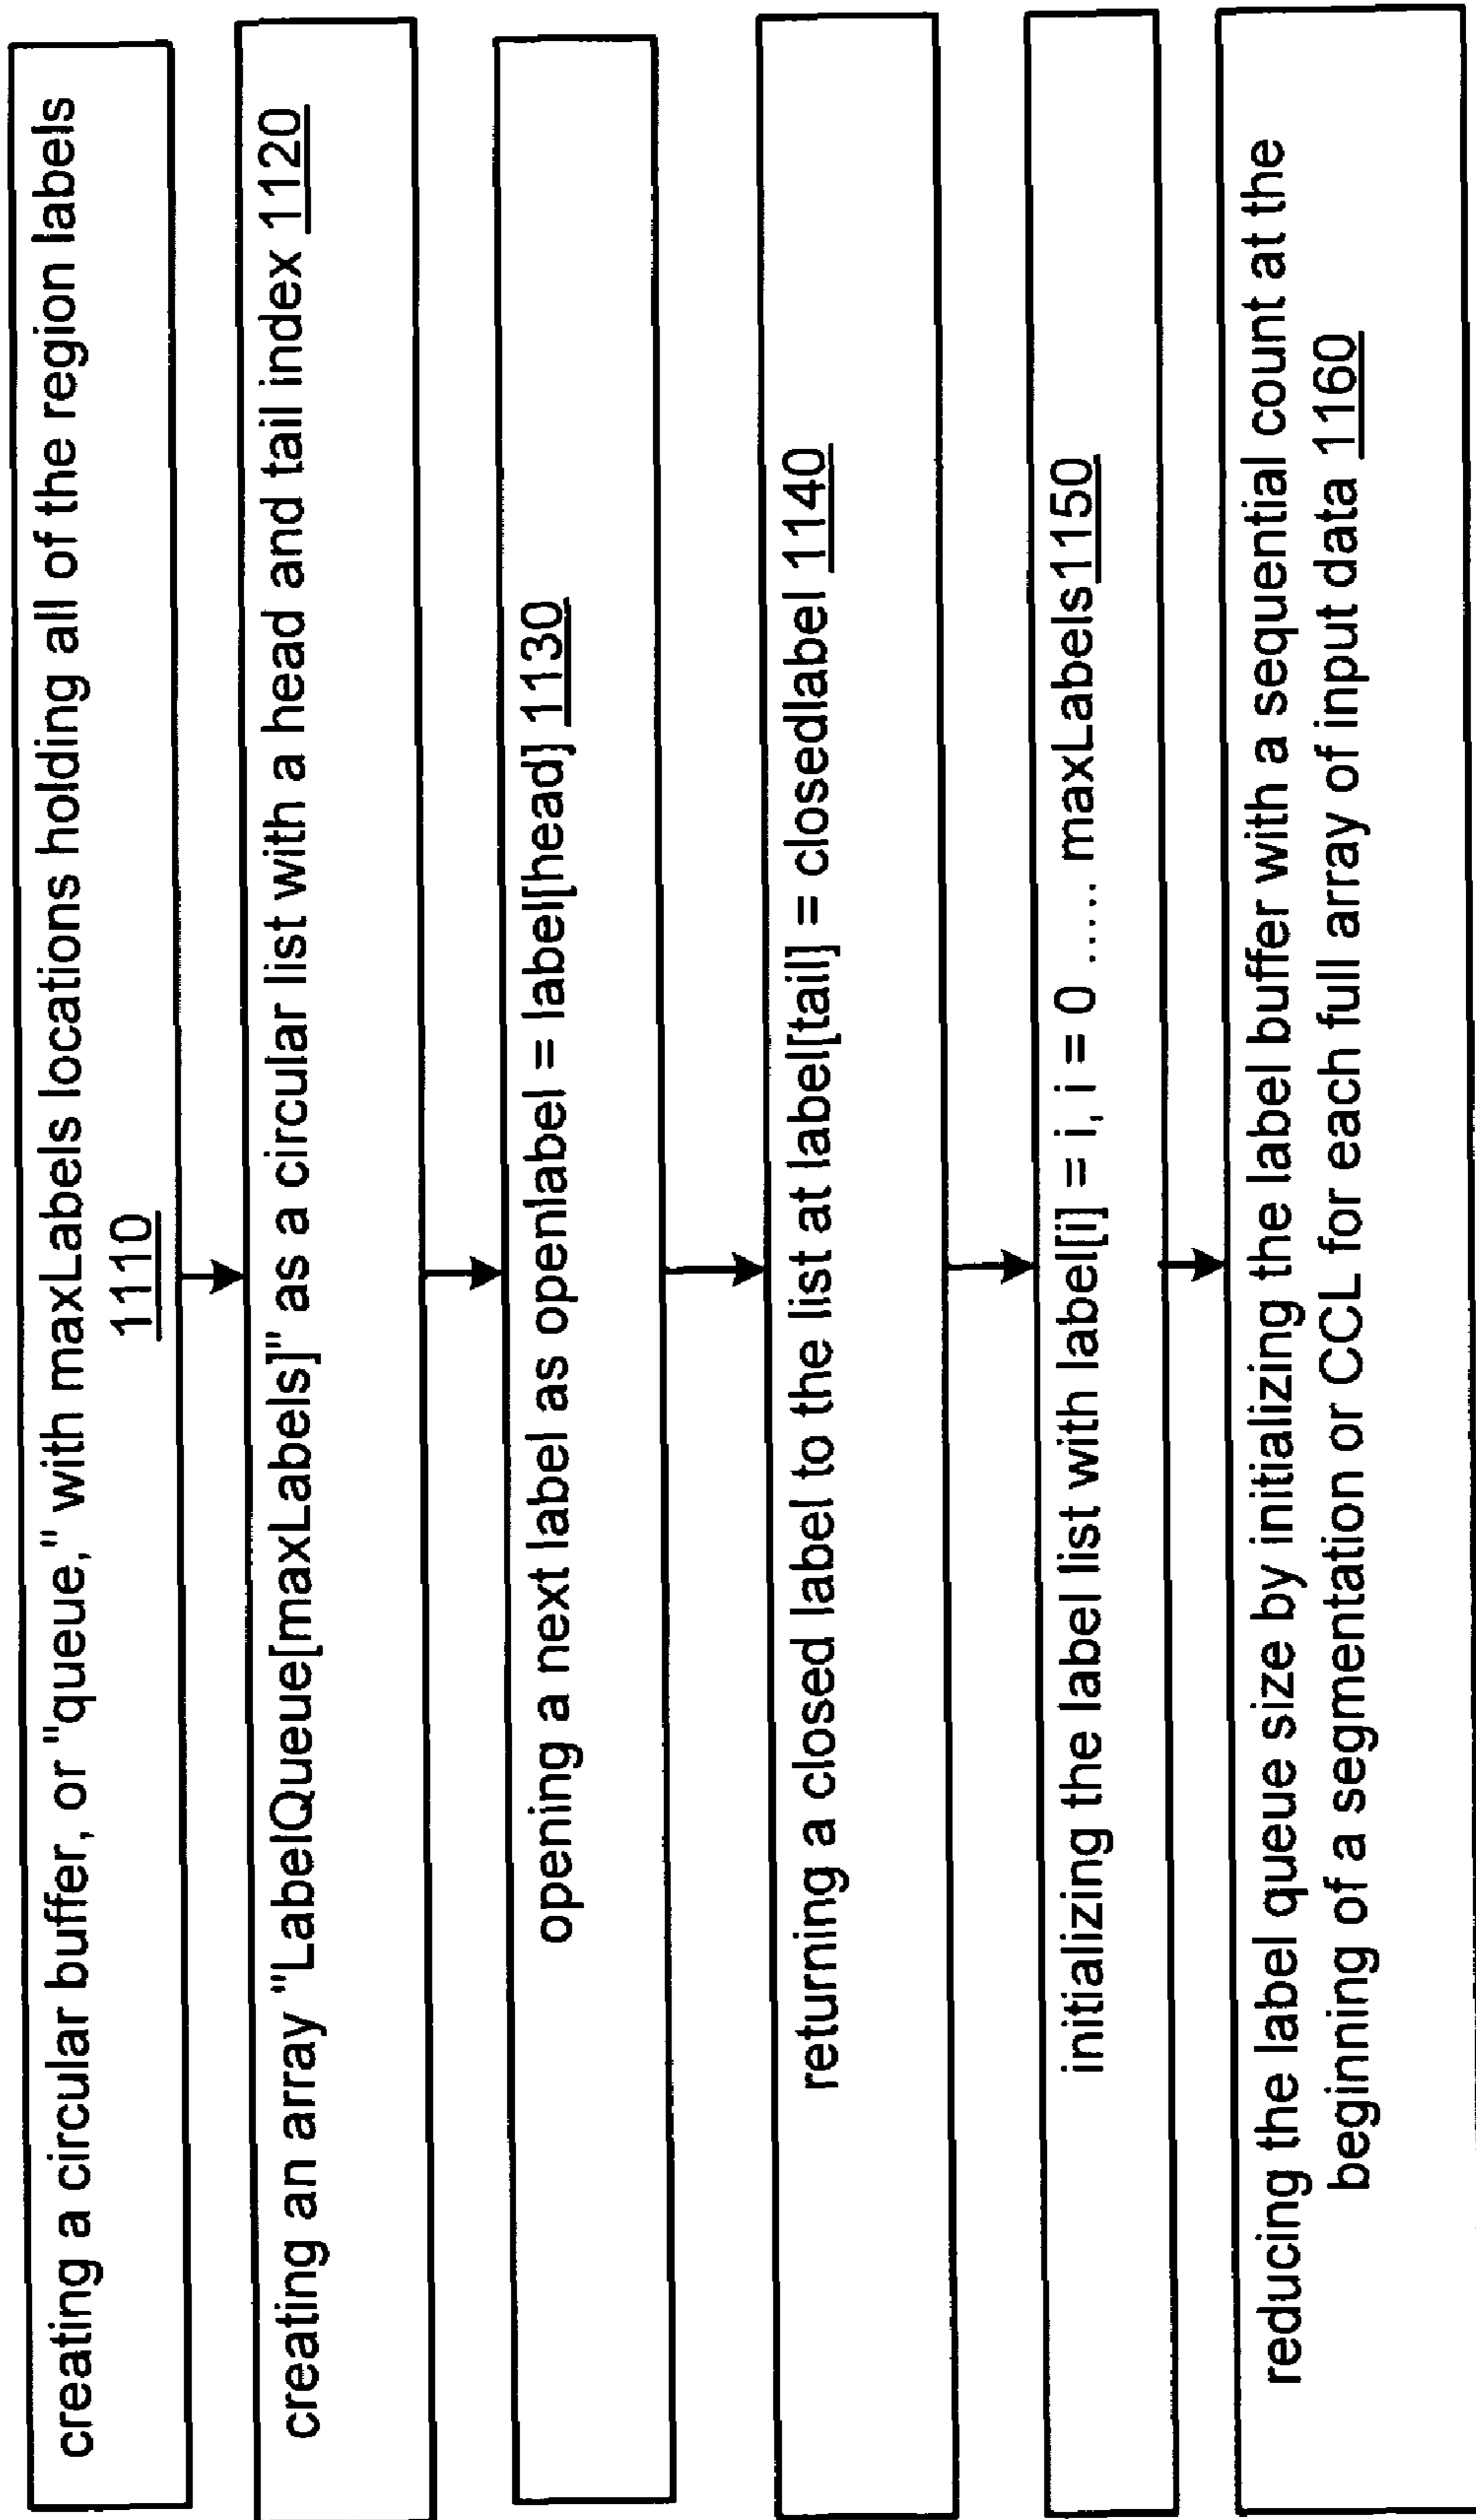 creating a circular buffer, or "queue," with maxLabels locations holding all of the region labels
1110
creating an array "LabelQueue[maxLabels]" as a circular list with a head and tail index 1120
opening a next label as openlabel = label[head] 1130
returning a closed label to the list at label[tail] = closedlabel 1140
initializing the label list with label[i] = i, i = 0 ..... maxLabels1150
reducing the label queue size by initializing the label buffer with a sequential count at the
beginning of a segmentation or CCL for each full array of input data 1160